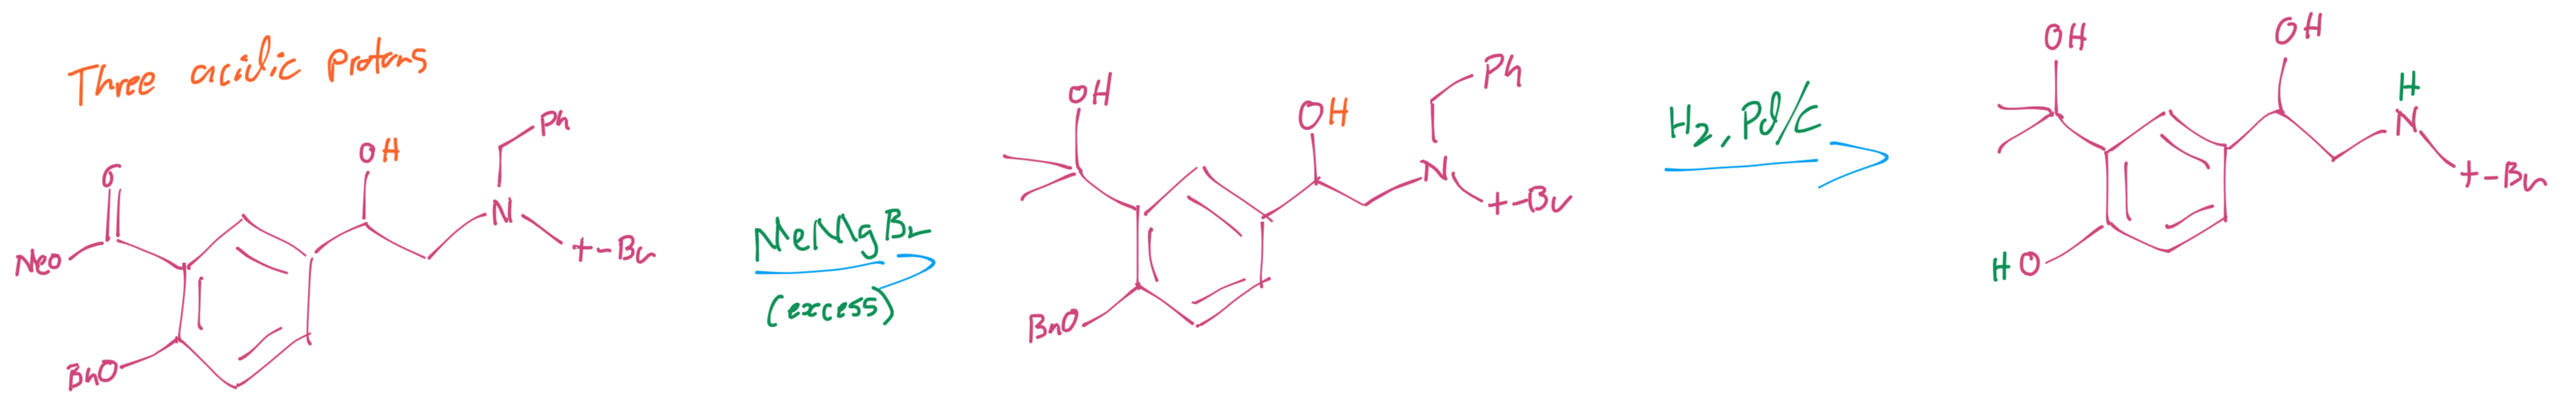 Three acidic protons
O
MeO
OH
Ph
N
t-Bu
BnO
MeMgBr
(excess)
OH
OH
Ph
N
t-Bu
BnO
H2, Pd/C
OH
OH
H
N
t-Bu
HO